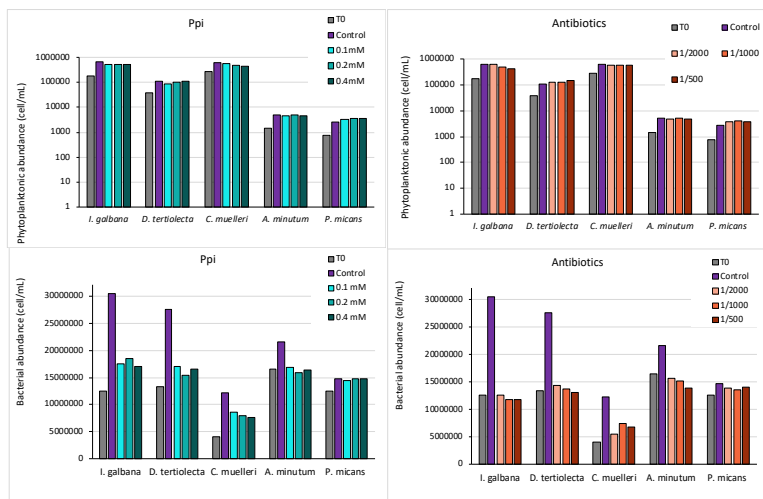 Ppi
Phytoplanktonic abundance (cell/mL)
1000000
100000
10000
1000
100
10
1
T0
Control
0.1mM
0.2mM
0.4mM
I. galbana D. tertiolecta C. muelleri A. minutum P. micans
Antibiotics
Phytoplanktonic abundance (cell/mL)
1000000
100000
10000
1000
100
10
1
T0 Control
1/2000 1/1000
1/500
I. galbana D. tertiolecta C. muelleri A. minutum P. micans
Ppi
Bacterial abundance (cell/mL)
30000000
25000000
20000000
15000000
10000000
5000000
0
T0
Control
0.1 mM
0.2 mM
0.4 mM
I. galbana D. tertiolecta C. muelleri A. minutum P. micans
Antibiotics
Bacterial abundance (cell/mL)
30000000
25000000
20000000
15000000
10000000
5000000
0
T0
Control
1/2000
1/1000
1/500
I. galbana D. tertiolecta C. muelleri A. minutum P. micans